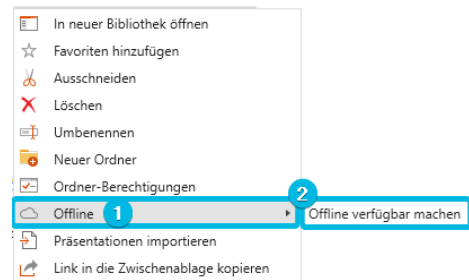 In neuer Bibliothek öffnen
Favoriten hinzufügen
Ausschneiden
Löschen
Umbenennen
Neuer Ordner
Ordner-Berechtigungen
2
Offline 1 Offline verfügbar machen
Präsentationen importieren
Link in die Zwischenablage kopieren